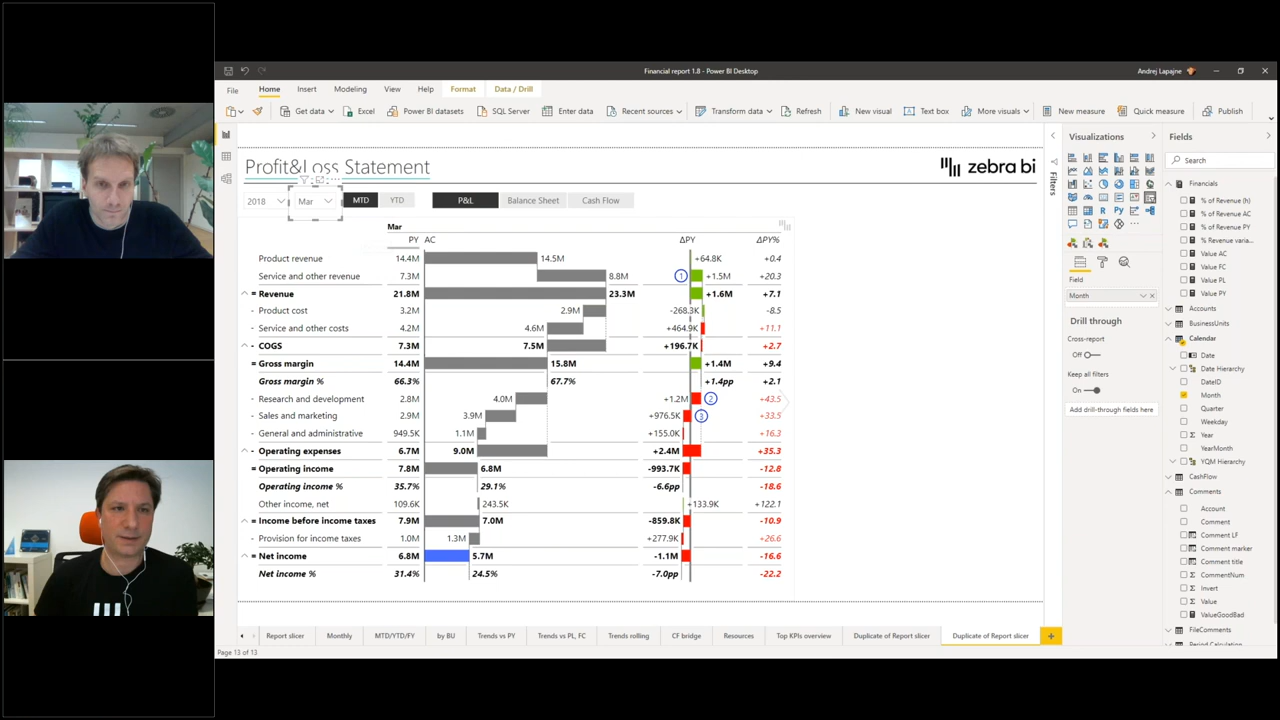 Financial report 1.8 - Power BI Desktop
Andrej Lapajne
File Home Insert Modeling View Help Format Data / Drill
Get data Excel Power BI datasets SQL Server Enter data Recent sources Transform data Refresh New visual Text box More visuals New measure Quick measure Publish
Profit&Loss Statement
zebra bi
2018 Mar MTD YTD P&L Balance Sheet Cash Flow
Mar
PY AC ΔPY ΔPY%
Product revenue 14.4M 14.5M +64.8K +0.4
Service and other revenue 7.3M 8.8M 1 +1.5M +20.3
= Revenue 21.8M 23.3M +1.6M +7.1
- Product cost 3.2M 2.9M -268.3K -8.5
- Service and other costs 4.2M 4.6M +464.9K +11.1
- COGS 7.3M 7.5M +196.7K +2.7
= Gross margin 14.4M 15.8M +1.4M +9.4
Gross margin % 66.3% 67.7% +1.4pp +2.1
- Research and development 2.8M 4.0M +1.2M 2 +43.5
- Sales and marketing 2.9M 3.9M +976.5K 3 +33.5
- General and administrative 949.5K 1.1M +155.0K +16.3
- Operating expenses 6.7M 9.0M +2.4M +35.3
= Operating income 7.8M 6.8M -993.7K -12.8
Operating income % 35.7% 29.1% -6.6pp -18.6
Other income, net 109.6K 243.5K +133.9K +122.1
= Income before income taxes 7.9M 7.0M -859.8K -10.9
- Provision for income taxes 1.0M 1.3M +277.9K +26.6
= Net income 6.8M 5.7M -1.1M -16.6
Net income % 31.4% 24.5% -7.0pp -22.2
Filters
Visualizations
Field
Month
Drill through
Cross-report
Off
Keep all filters
On
Add drill-through fields here
Fields
Search
Financials
% of Revenue (h)
% of Revenue AC
% of Revenue PY
% Revenue varia...
Value AC
Value FC
Value PL
Value PY
Accounts
BusinessUnits
Calendar
Date
Date Hierarchy
DateID
Month
Quarter
Weekday
Year
YearMonth
YQM Hierarchy
CashFlow
Comments
Account
Comment
Comment LF
Comment marker
Comment title
CommentNum
Invert
Value
ValueGoodBad
FileComments
Period Calculation
Report slicer Monthly MTD/YTD/FY by BU Trends vs PY Trends vs PL, FC Trends rolling CF bridge Resources Top KPIs overview Duplicate of Report slicer Duplicate of Report slicer
Page 13 of 13